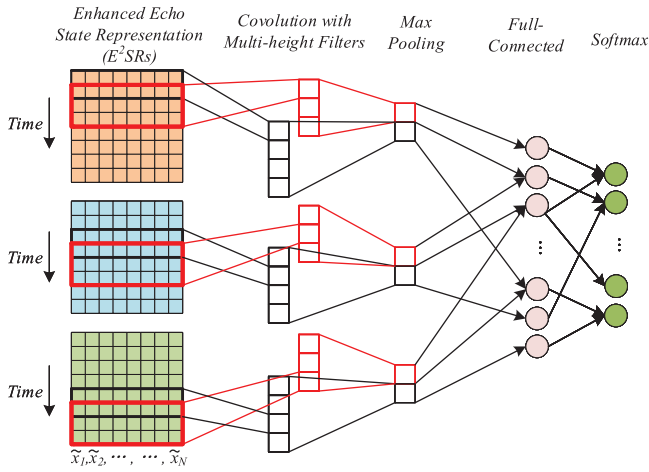 Enhanced Echo
State Representation
(E²SRs)
Covolution with
Multi-height Filters
Max
Pooling
Full-
Connected
Softmax
Time
...
Time
...
Time
x̃₁,x̃₂,⋯, ⋯, x̃N